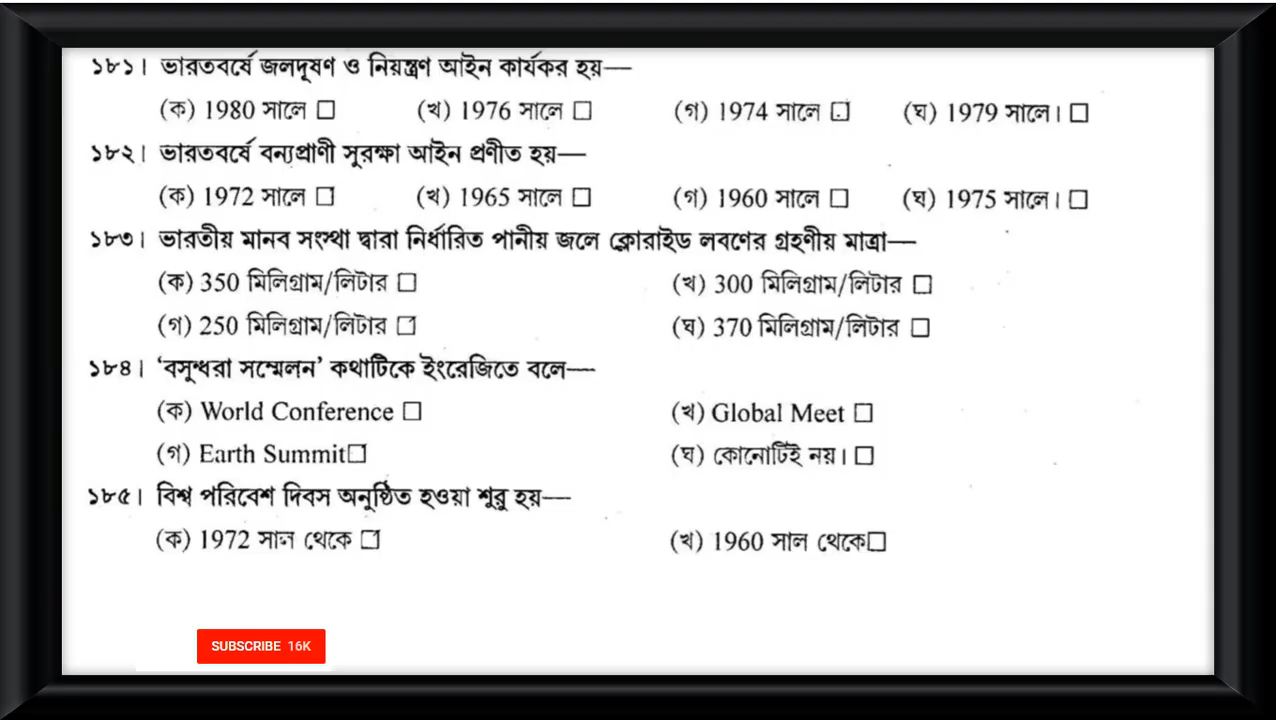 ১৮১। ভারতবর্ষে জলদূষণ ও নিয়ন্ত্রণ আইন কার্যকর হয়—
(ক) 1980 সালে □ (খ) 1976 সালে □ (গ) 1974 সালে □ (ঘ) 1979 সালে। □
১৮২। ভারতবর্ষে বন্যপ্রাণী সুরক্ষা আইন প্রণীত হয়—
(ক) 1972 সালে □ (খ) 1965 সালে □ (গ) 1960 সালে □ (ঘ) 1975 সালে। □
১৮৩। ভারতীয় মানব সংস্থা দ্বারা নির্ধারিত পানীয় জলে ক্লোরাইড লবণের গ্রহণীয় মাত্রা—
(ক) 350 মিলিগ্রাম/লিটার □ (খ) 300 মিলিগ্রাম/লিটার □
(গ) 250 মিলিগ্রাম/লিটার □ (ঘ) 370 মিলিগ্রাম/লিটার □
১৮৪। ‘বসুন্ধরা সম্মেলন’ কথাটিকে ইংরেজিতে বলে—
(ক) World Conference □ (খ) Global Meet □
(গ) Earth Summit□ (ঘ) কোনোটিই নয়। □
১৮৫। বিশ্ব পরিবেশ দিবস অনুষ্ঠিত হওয়া শুরু হয়—
(ক) 1972 সাল থেকে □ (খ) 1960 সাল থেকে□
SUBSCRIBE 16K